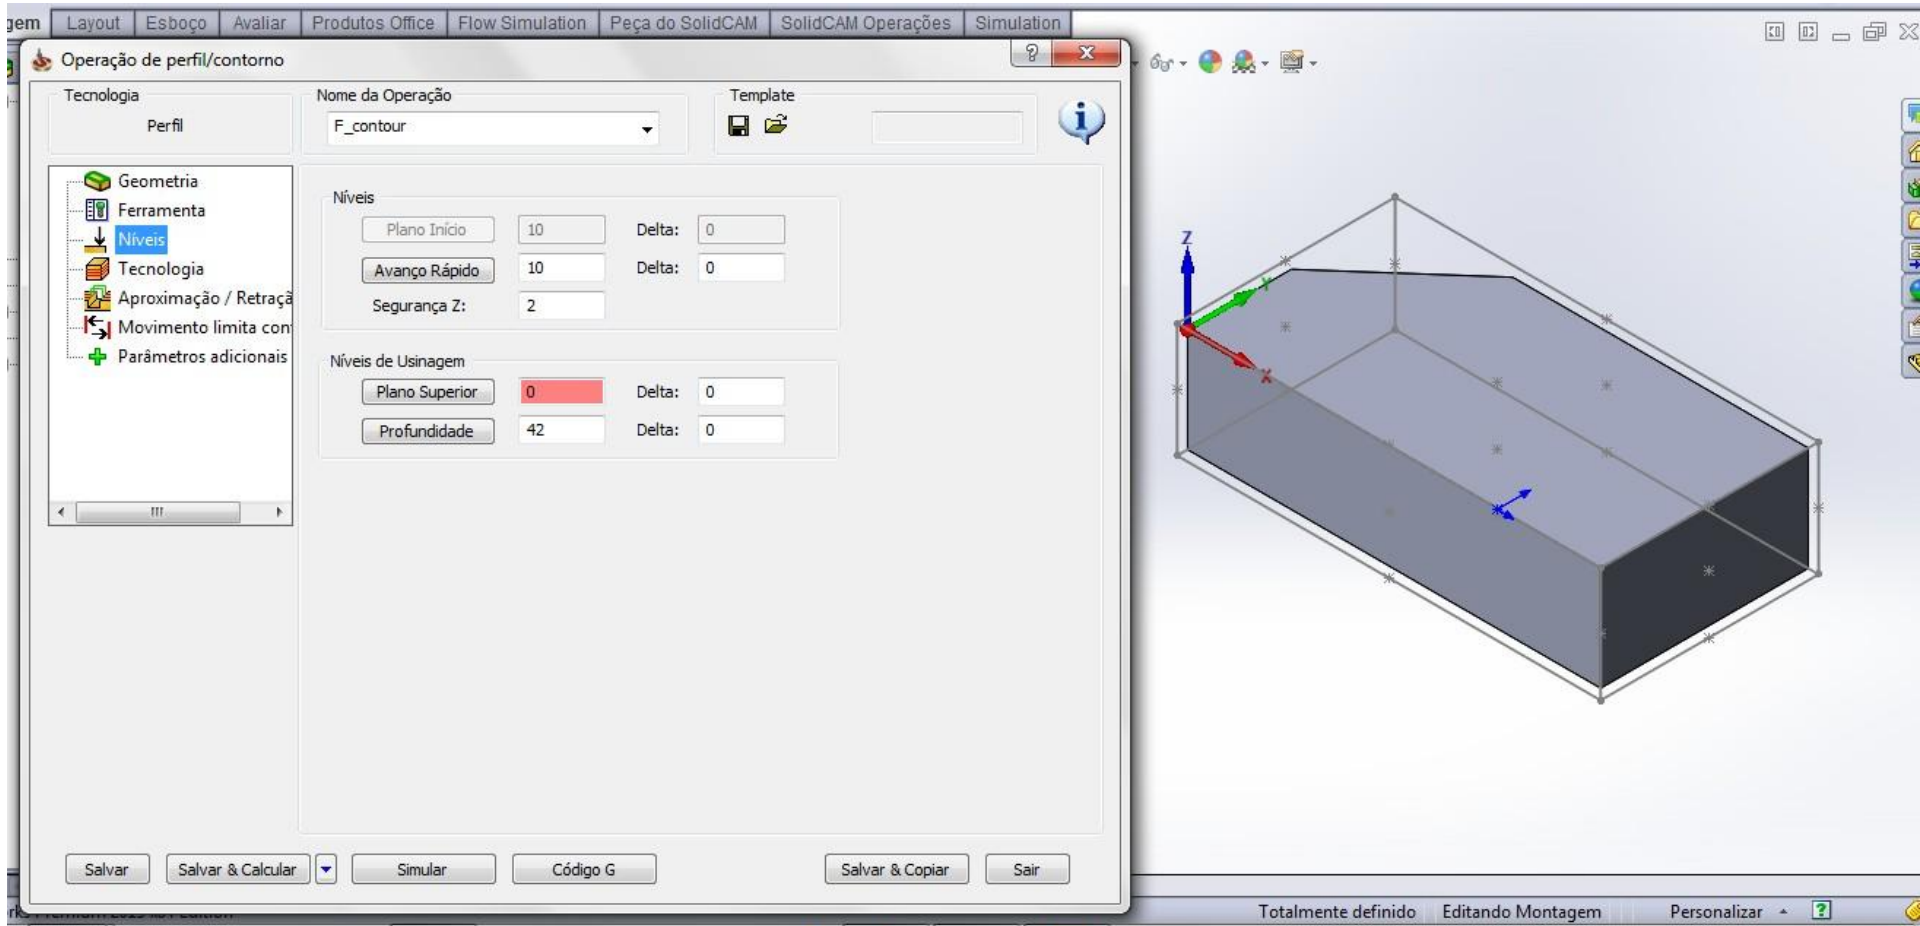 gem Layout Esboço Avaliar Produtos Office Flow Simulation Peça do SolidCAM SolidCAM Operações Simulation
Operação de perfil/contorno
Tecnologia
Perfil
Nome da Operação
F_contour
Template
Geometria
Ferramenta
Níveis
Tecnologia
Aproximação / Retraçã
Movimento limita con
Parâmetros adicionais
Níveis
Plano Início 10 Delta: 0
Avanço Rápido 10 Delta: 0
Segurança Z: 2
Níveis de Usinagem
Plano Superior 0 Delta: 0
Profundidade 42 Delta: 0
Salvar Salvar & Calcular Simular Código G Salvar & Copiar Sair
Z
Y
X
Totalmente definido Editando Montagem Personalizar